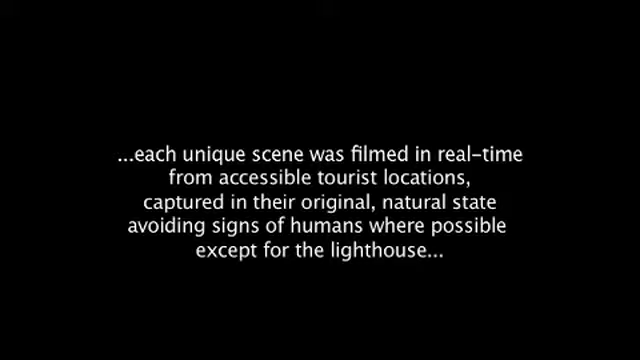 ...each unique scene was filmed in real-time
from accessible tourist locations,
captured in their original, natural state
avoiding signs of humans where possible
except for the lighthouse...